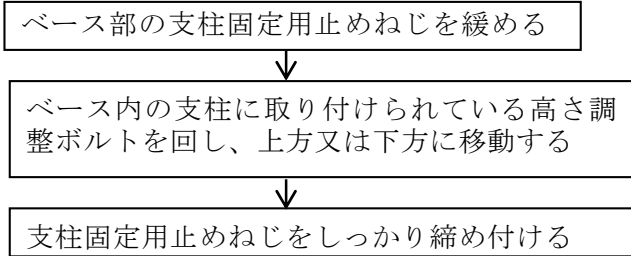 ベース部の支柱固定用止めねじを緩める
ベース内の支柱に取り付けられている高さ調
整ボルトを回し、上方又は下方に移動する
支柱固定用止めねじをしっかり締め付ける